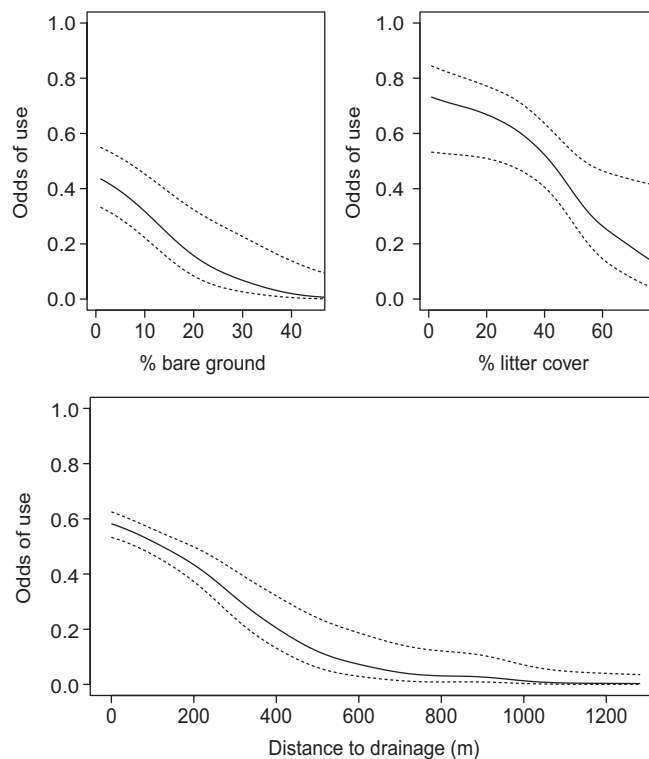 Odds of use
1.0
0.8
0.6
0.4
0.2
0.0
0 10 20 30 40
% bare ground
Odds of use
1.0
0.8
0.6
0.4
0.2
0.0
0 20 40 60
% litter cover
Odds of use
1.0
0.8
0.6
0.4
0.2
0.0
0 200 400 600 800 1000 1200
Distance to drainage (m)